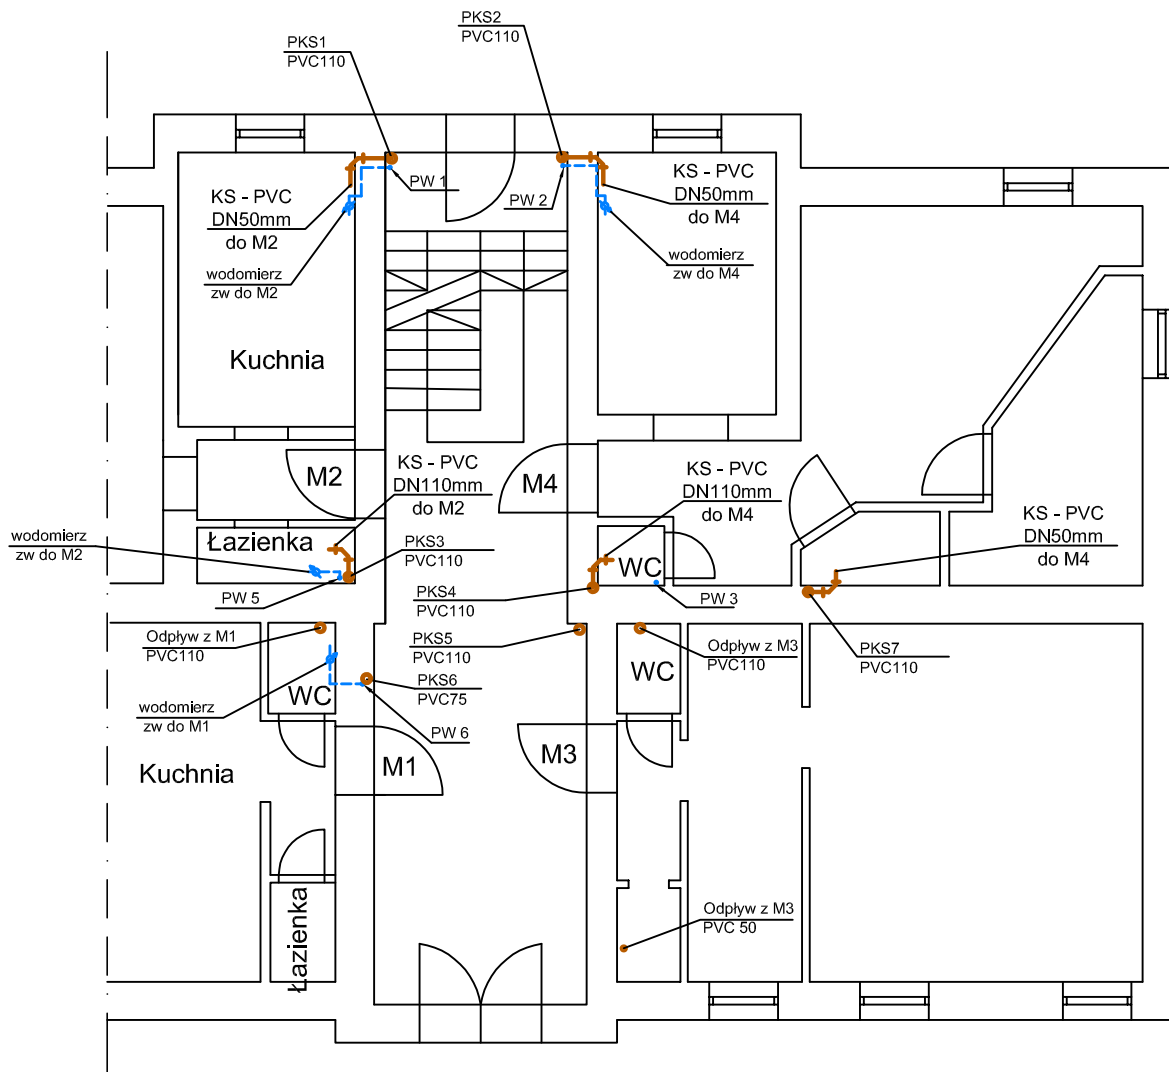 PKS2
PVC110
PKS1
PVC110
KS - PVC
DN50mm
do M2
PW 1
PW 2
KS - PVC
DN50mm
do M4
wodomierz
zw do M2
wodomierz
zw do M4
Kuchnia
M2
KS - PVC
DN110mm
do M2
M4
KS - PVC
DN110mm
do M4
KS - PVC
DN50mm
do M4
wodomierz
zw do M2
Łazienka
PKS3
PVC110
WC
PW 5
PKS4
PVC110
PW 3
Odpływ z M1
PVC110
PKS5
PVC110
Odpływ z M3
PVC110
PKS7
PVC110
PKS6
PVC75
WC
WC
wodomierz
zw do M1
PW 6
Kuchnia
M1
M3
Łazienka
Odpływ z M3
PVC 50